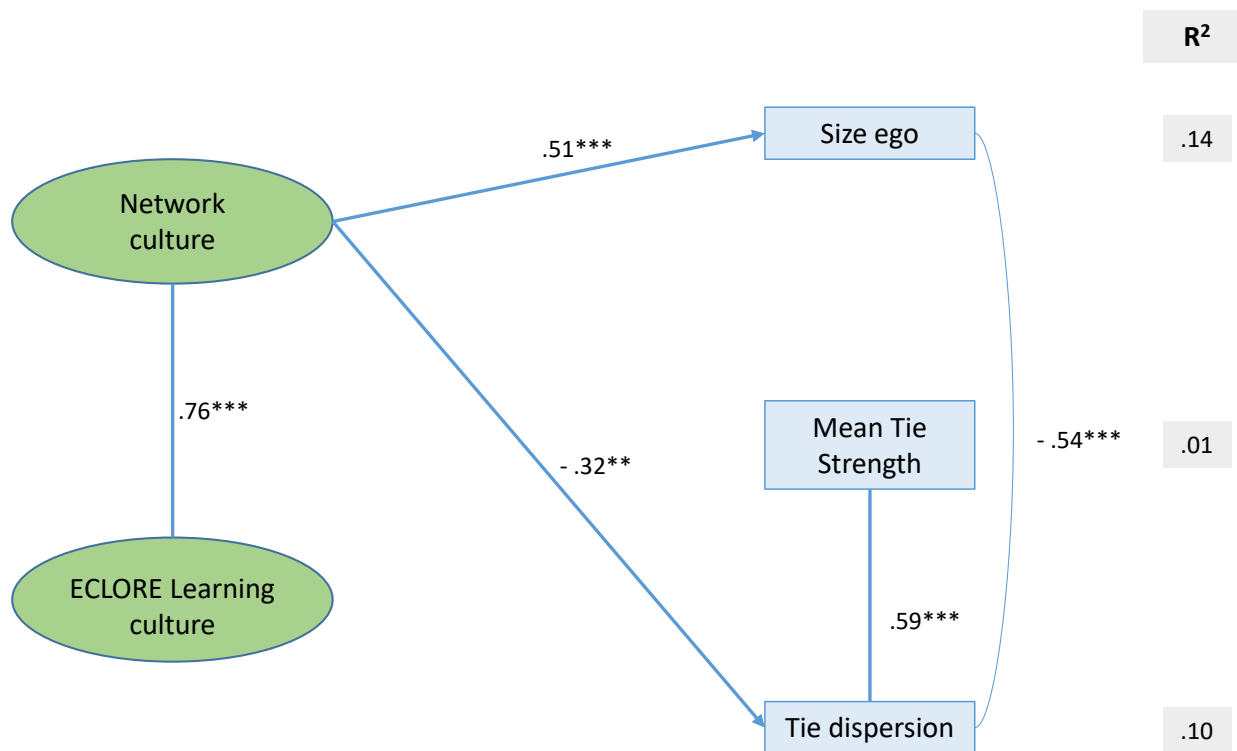 R²
Size ego
.14
.51***
Network
culture
.76***
- .32**
Mean Tie
Strength
- .54***
.01
ECLORE Learning
culture
.59***
Tie dispersion
.10